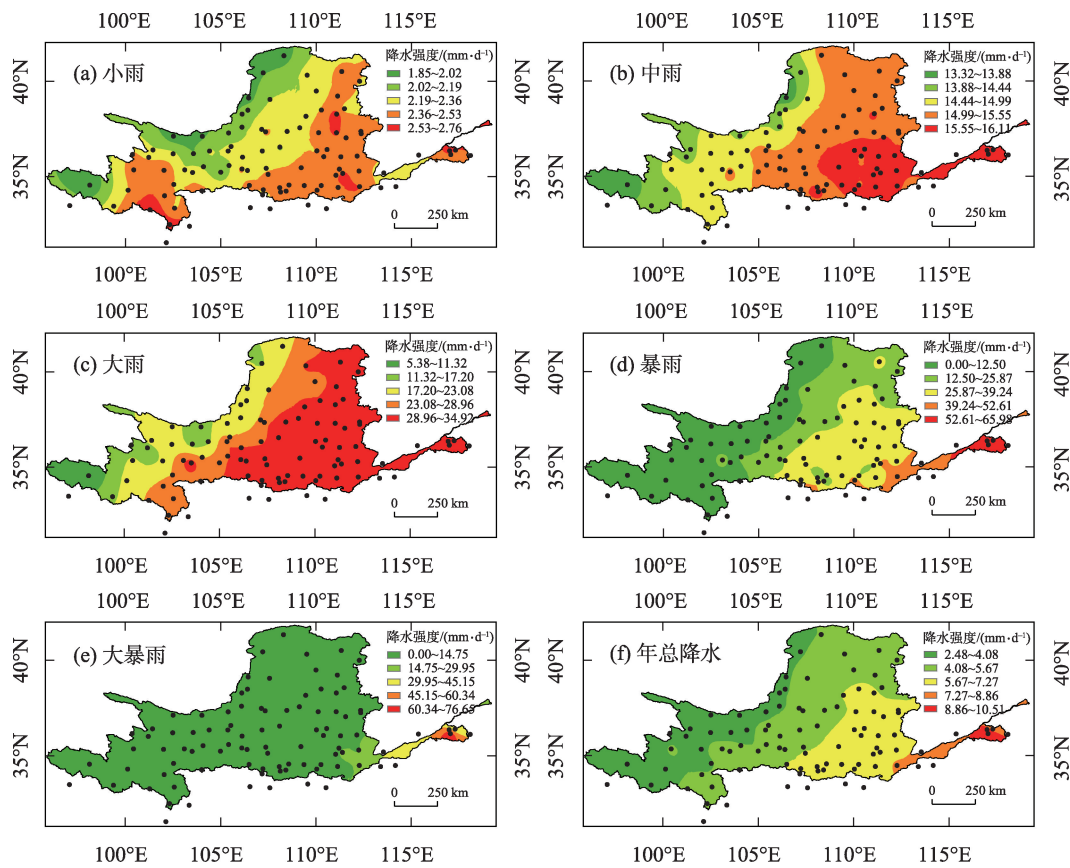 100°E 105°E 110°E 115°E
40°N
35°N
(a) 小雨
降水强度/(mm·d⁻¹)
1.85~2.02
2.02~2.19
2.19~2.36
2.36~2.53
2.53~2.76
0 250 km
100°E 105°E 110°E 115°E
40°N
35°N
(b) 中雨
降水强度/(mm·d⁻¹)
13.32~13.88
13.88~14.44
14.44~14.99
14.99~15.55
15.55~16.11
0 250 km
40°N
35°N
100°E 105°E 110°E 115°E
40°N
35°N
(c) 大雨
降水强度/(mm·d⁻¹)
5.38~11.32
11.32~17.20
17.20~23.08
23.08~28.96
28.96~34.92
0 250 km
100°E 105°E 110°E 115°E
40°N
35°N
(d) 暴雨
降水强度/(mm·d⁻¹)
0.00~12.50
12.50~25.87
25.87~39.24
39.24~52.61
52.61~65.98
0 250 km
40°N
35°N
100°E 105°E 110°E 115°E
40°N
35°N
(e) 大暴雨
降水强度/(mm·d⁻¹)
0.00~14.75
14.75~29.95
29.95~45.15
45.15~60.34
60.34~76.65
0 250 km
100°E 105°E 110°E 115°E
40°N
35°N
(f) 年总降水
降水强度/(mm·d⁻¹)
2.48~4.08
4.08~5.67
5.67~7.27
7.27~8.86
8.86~10.51
0 250 km
40°N
35°N
100°E 105°E 110°E 115°E
100°E 105°E 110°E 115°E